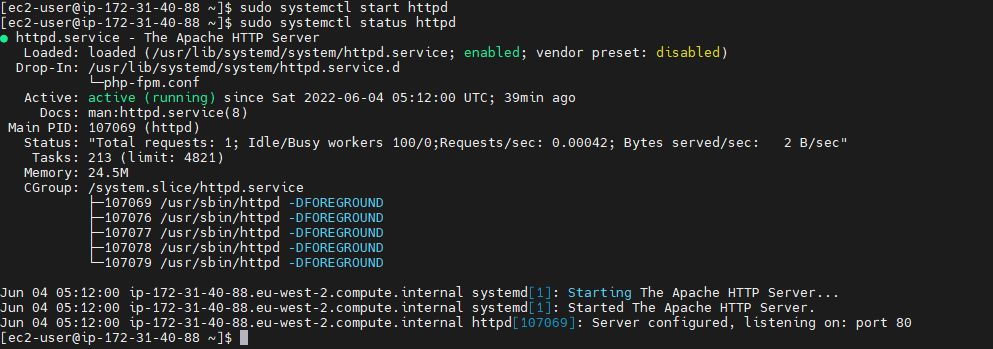 [ec2-user@ip-172-31-40-88 ~]$ sudo systemctl start httpd
[ec2-user@ip-172-31-40-88 ~]$ sudo systemctl status httpd
● httpd.service - The Apache HTTP Server
   Loaded: loaded (/usr/lib/systemd/system/httpd.service; enabled; vendor preset: disabled)
  Drop-In: /usr/lib/systemd/system/httpd.service.d
           └─php-fpm.conf
   Active: active (running) since Sat 2022-06-04 05:12:00 UTC; 39min ago
     Docs: man:httpd.service(8)
 Main PID: 107069 (httpd)
   Status: "Total requests: 1; Idle/Busy workers 100/0;Requests/sec: 0.00042; Bytes served/sec:   2 B/sec"
    Tasks: 213 (limit: 4821)
   Memory: 24.5M
   CGroup: /system.slice/httpd.service
           ├─107069 /usr/sbin/httpd -DFOREGROUND
           ├─107076 /usr/sbin/httpd -DFOREGROUND
           ├─107077 /usr/sbin/httpd -DFOREGROUND
           ├─107078 /usr/sbin/httpd -DFOREGROUND
           └─107079 /usr/sbin/httpd -DFOREGROUND
Jun 04 05:12:00 ip-172-31-40-88.eu-west-2.compute.internal systemd[1]: Starting The Apache HTTP Server...
Jun 04 05:12:00 ip-172-31-40-88.eu-west-2.compute.internal systemd[1]: Started The Apache HTTP Server.
Jun 04 05:12:00 ip-172-31-40-88.eu-west-2.compute.internal httpd[107069]: Server configured, listening on: port 80
[ec2-user@ip-172-31-40-88 ~]$